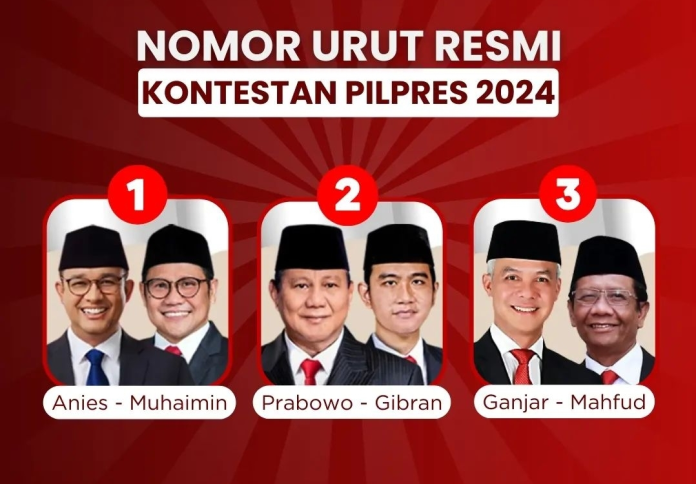 NOMOR URUT RESMI
KONTESTAN PILPRES 2024
1
2
3
Anies - Muhaimin
Prabowo - Gibran
Ganjar - Mahfud